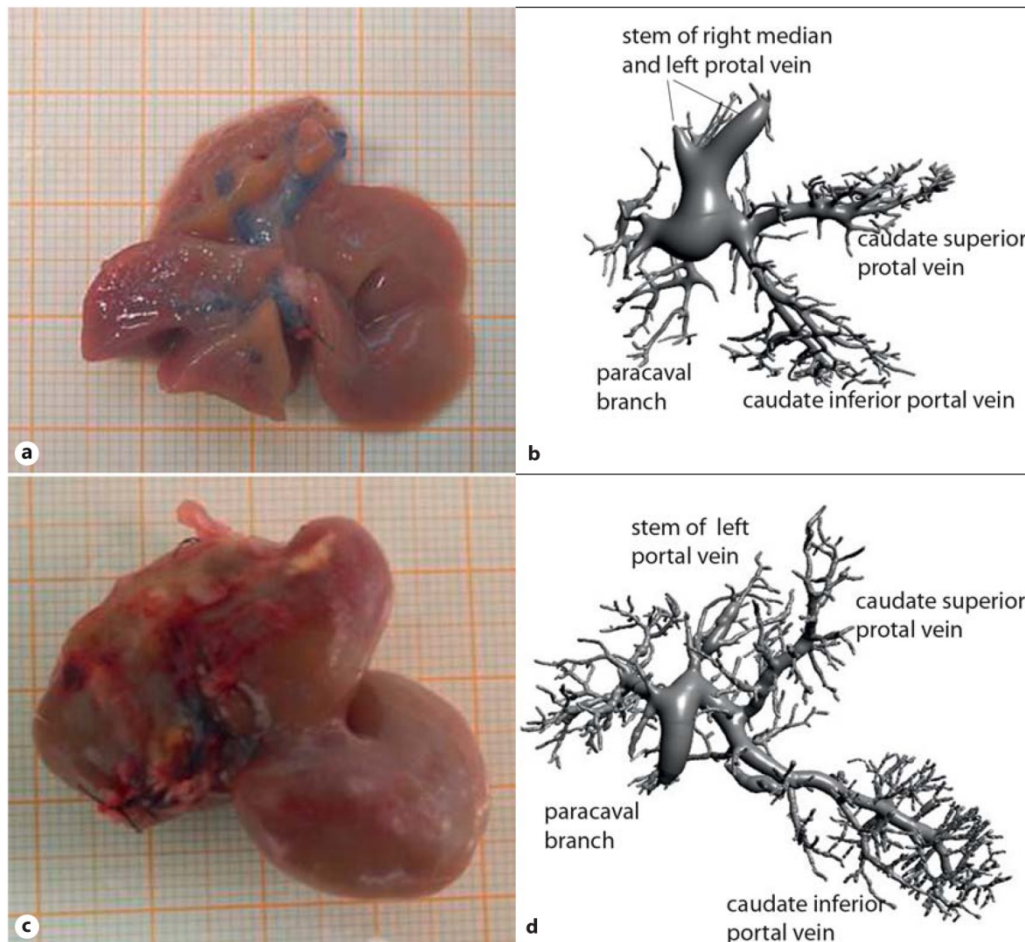 stem of right median
and left protal vein
caudate superior
protal vein
paracaval
branch
caudate inferior portal vein
a
b
stem of left
portal vein
caudate superior
protal vein
paracaval
branch
caudate inferior
portal vein
c
d